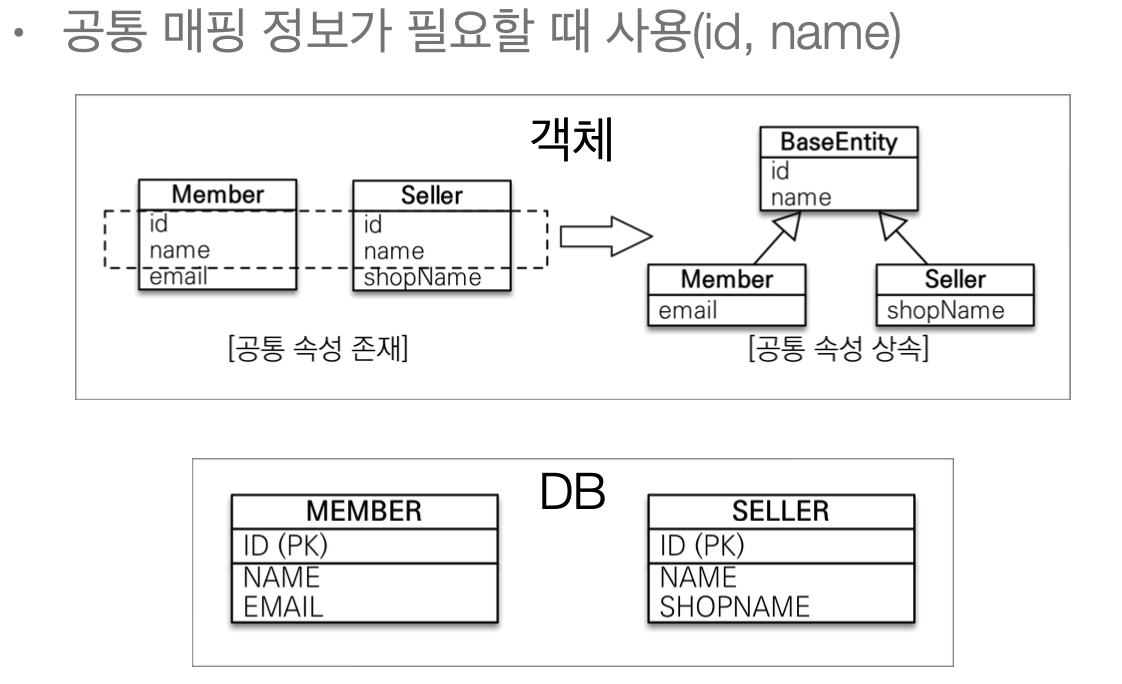 • 공통 매핑 정보가 필요할 때 사용(id, name)
객체
Member
id
name
email
Seller
id
name
shopName
[공통 속성 존재]
BaseEntity
id
name
Member
email
Seller
shopName
[공통 속성 상속]
DB
MEMBER
ID (PK)
NAME
EMAIL
SELLER
ID (PK)
NAME
SHOPNAME